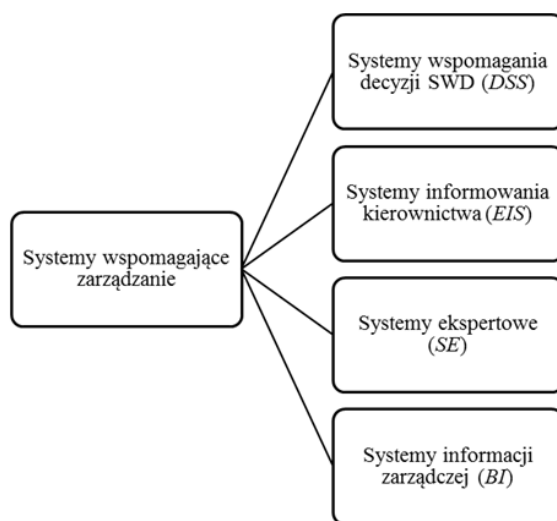 Systemy wspomagające
zarządzanie
Systemy wspomagania
decyzji SWD (DSS)
Systemy informowania
kierownictwa (EIS)
Systemy ekspertowe
(SE)
Systemy informacji
zarządczej (BI)